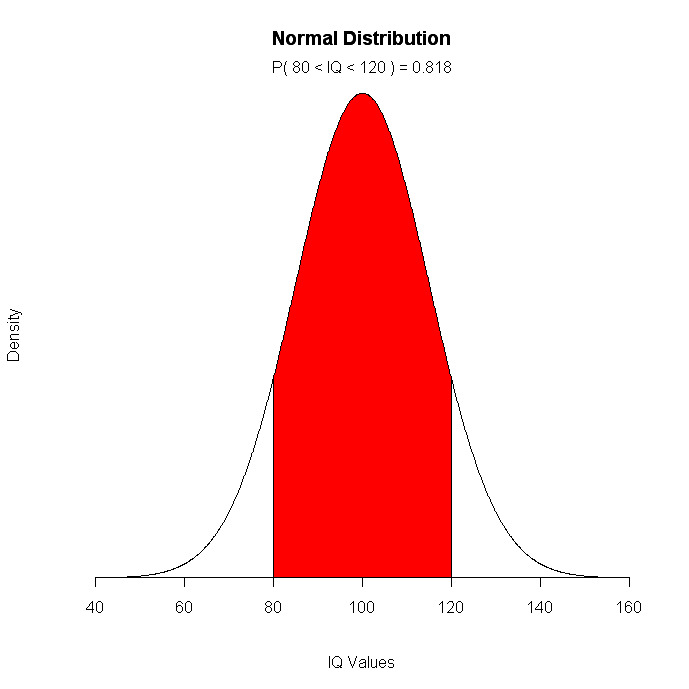 Normal Distribution
P( 80 < IQ < 120 ) = 0.818
Density
40 60 80 100 120 140 160
IQ Values